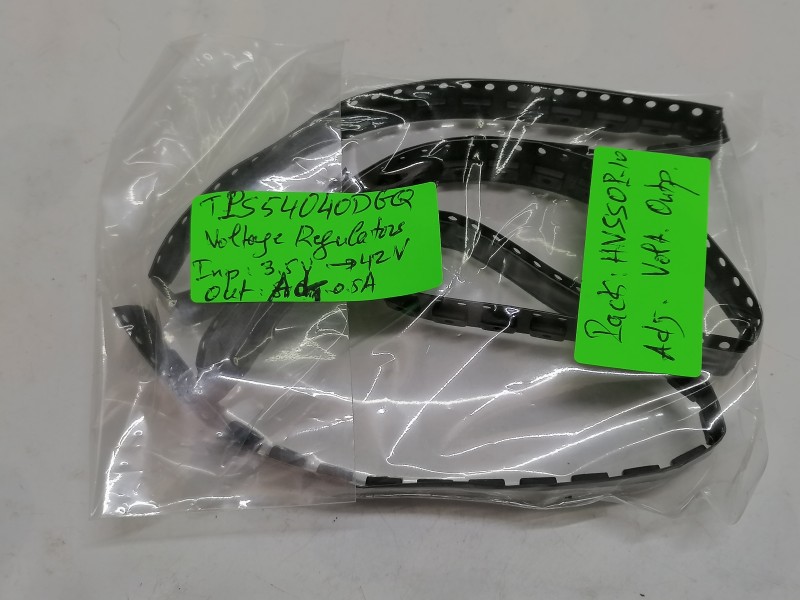 TPS54040DGQ
Voltage Regulators
Inp: 3.5V → 42V
Out: Adj 0.5A
Pack: HVSSOP-10
Adj. Volt. Outp.